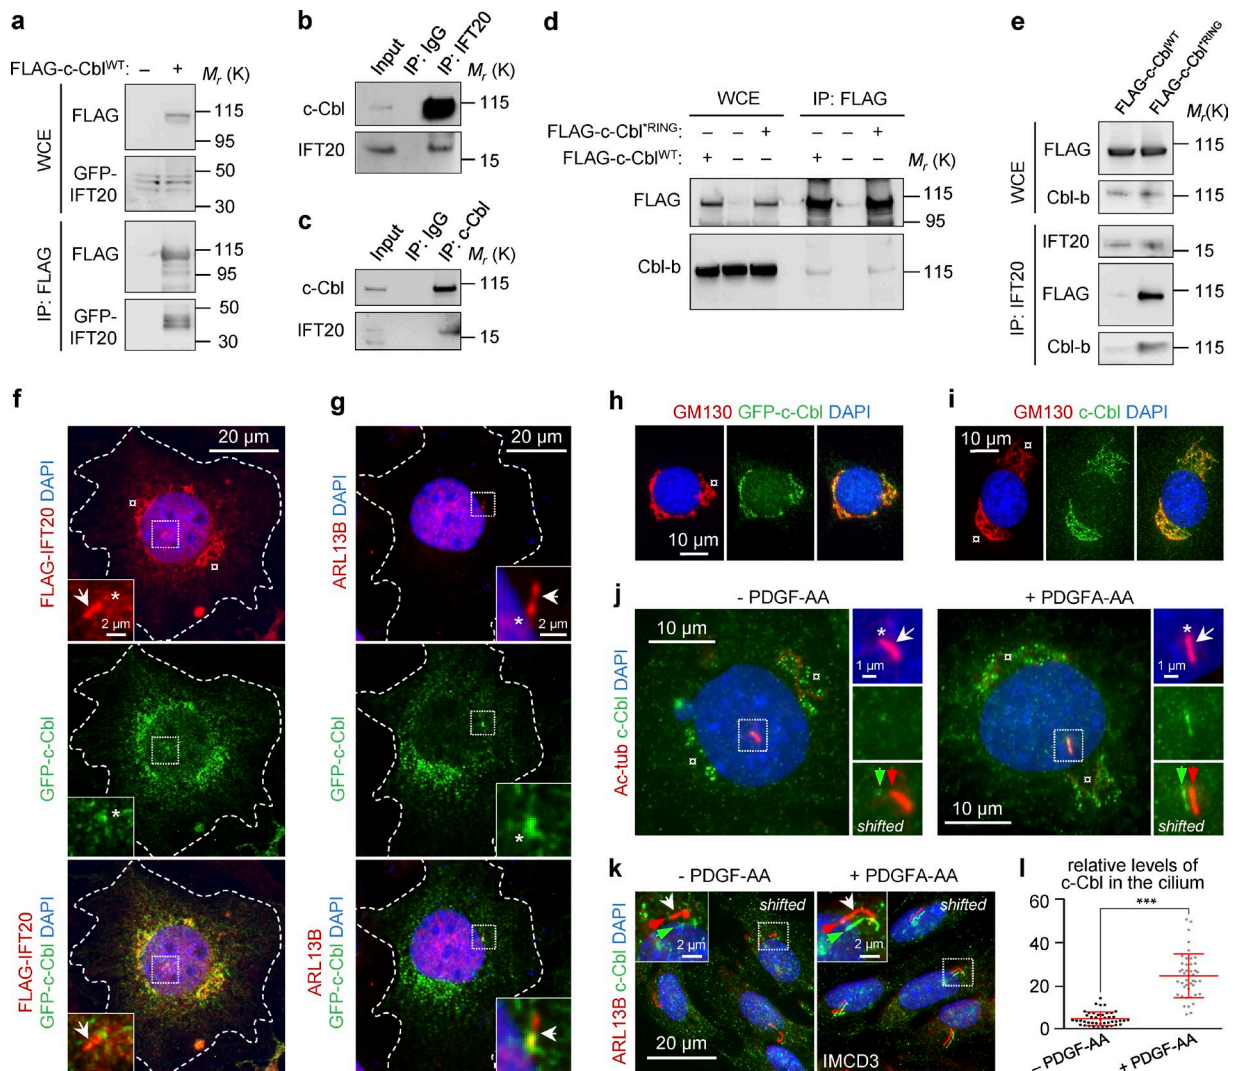 a
FLAG-c-Cbl^WT: – +
M_r (K)
WCE
FLAG
115
95
GFP-
IFT20
50
30
IP: FLAG
FLAG
115
95
GFP-
IFT20
50
30
b
Input IP: IgG IP: IFT20
M_r (K)
c-Cbl
115
IFT20
15
c
Input IP: IgG IP: c-Cbl
M_r (K)
c-Cbl
115
IFT20
15
d
WCE IP: FLAG
FLAG-c-Cbl^*RING: – – + – – +
FLAG-c-Cbl^WT: + – – + – –
M_r (K)
FLAG
115
95
Cbl-b
115
e
FLAG-c-Cbl^WT
FLAG-c-Cbl^*RING
M_r(K)
WCE
FLAG
115
Cbl-b
115
IP: IFT20
IFT20
15
FLAG
115
Cbl-b
115
f
FLAG-IFT20 DAPI
20 µm
¤
¤
*
2 µm
GFP-c-Cbl
*
FLAG-IFT20
GFP-c-Cbl DAPI
g
ARL13B DAPI
20 µm
*
2 µm
GFP-c-Cbl
*
ARL13B
GFP-c-Cbl DAPI
h
GM130 GFP-c-Cbl DAPI
¤
10 µm
i
GM130 c-Cbl DAPI
10 µm
¤
¤
j
- PDGF-AA
+ PDGFA-AA
Ac-tub c-Cbl DAPI
10 µm
¤
¤
*
1 µm
shifted
¤
¤
10 µm
*
1 µm
shifted
k
- PDGF-AA
+ PDGFA-AA
ARL13B c-Cbl DAPI
shifted
2 µm
20 µm
shifted
2 µm
IMCD3
l
relative levels of
c-Cbl in the cilium
***
60
40
20
0
– PDGF-AA
+ PDGF-AA